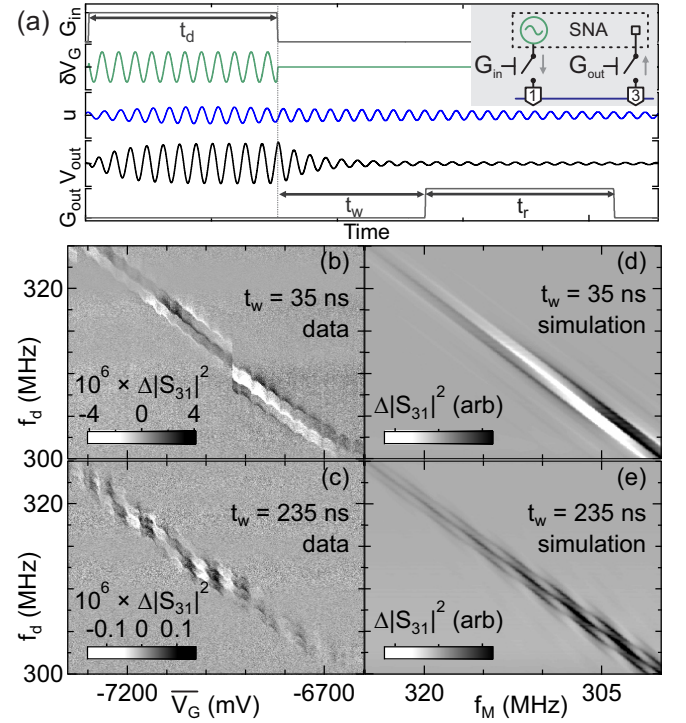 (a)
G_in
t_d
δV_G
u
V_out
G_out
t_w
t_r
Time
SNA
G_in
G_out
1
3
(b)
t_w = 35 ns
data
10^6 × Δ|S_31|^2
-4 0 4
320
300
f_d (MHz)
(d)
t_w = 35 ns
simulation
Δ|S_31|^2 (arb)
(c)
t_w = 235 ns
data
10^6 × Δ|S_31|^2
-0.1 0 0.1
320
300
f_d (MHz)
-7200 -6700
V_G (mV)
(e)
t_w = 235 ns
simulation
Δ|S_31|^2 (arb)
320 305
f_M (MHz)